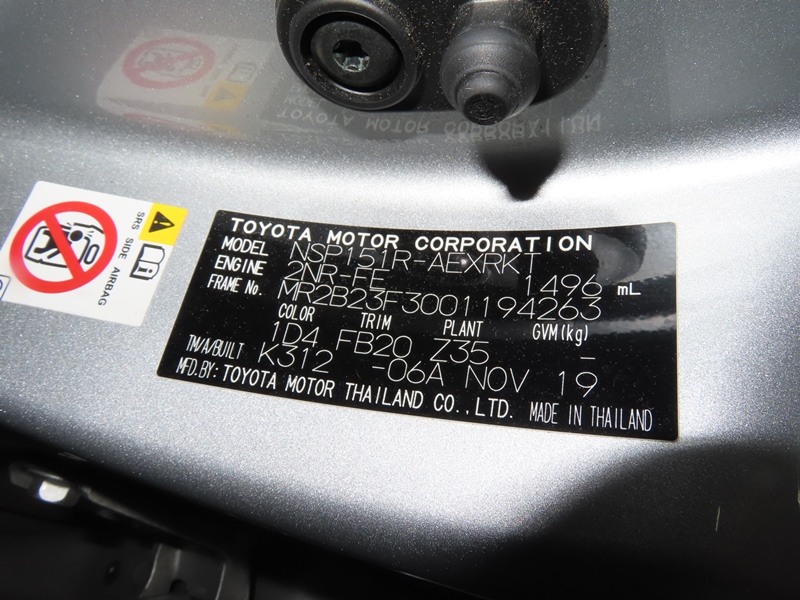 TOYOTA MOTOR CORPORATION
MODEL NSP151R-AEXRKT
ENGINE 2NR-FE 1496 mL
FRAME No. MR2B23F3001194263
COLOR TRIM PLANT GVM(kg)
1D4 FB20 Z35 -
TM/A/BUILT K312 -06A NOV 19
MFD.BY: TOYOTA MOTOR THAILAND CO.,LTD. MADE IN THAILAND
SRS SIDE AIRBAG